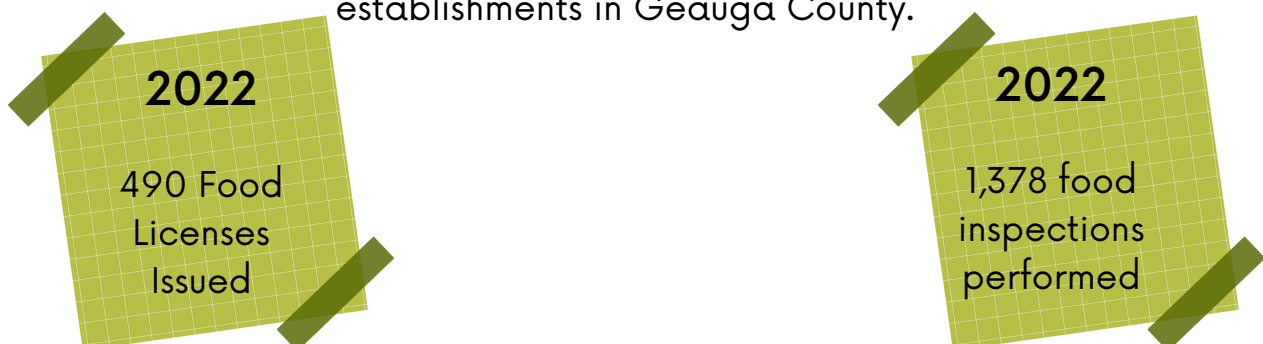 establishments in Geauga County.
2022
490 Food
Licenses
Issued
2022
1,378 food
inspections
performed